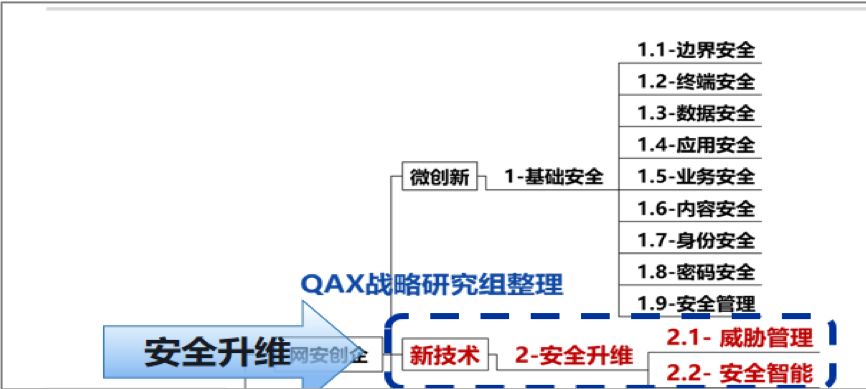 1.1-边界安全
1.2-终端安全
1.3-数据安全
1.4-应用安全
微创新
1-基础安全
1.5-业务安全
1.6-内容安全
1.7-身份安全
1.8-密码安全
QAX战略研究组整理
1.9-安全管理
安全升维
网安创企
新技术
2-安全升维
2.1- 威胁管理
2.2- 安全智能